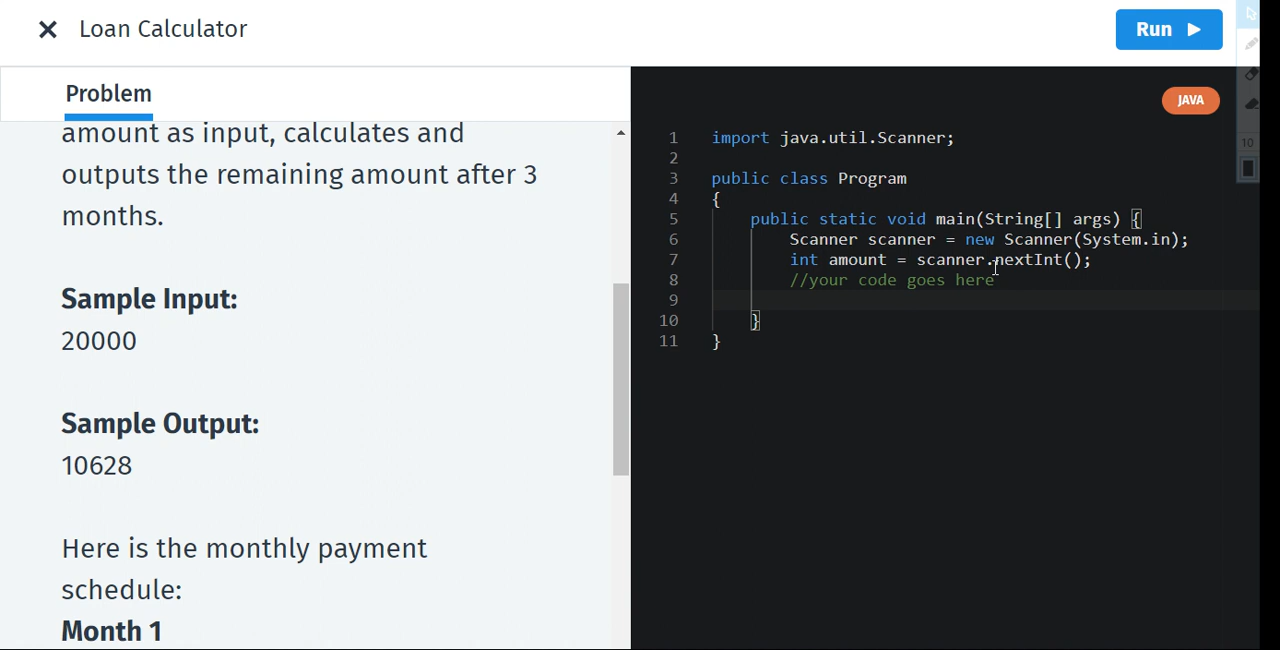 Loan Calculator
Run
Problem
amount as input, calculates and
outputs the remaining amount after 3
months.
Sample Input:
20000
Sample Output:
10628
Here is the monthly payment
schedule:
Month 1
JAVA
1 import java.util.Scanner;
2
3 public class Program
4 {
5 public static void main(String[] args) {
6 Scanner scanner = new Scanner(System.in);
7 int amount = scanner.nextInt();
8 //your code goes here
9
10 }
11 }
10